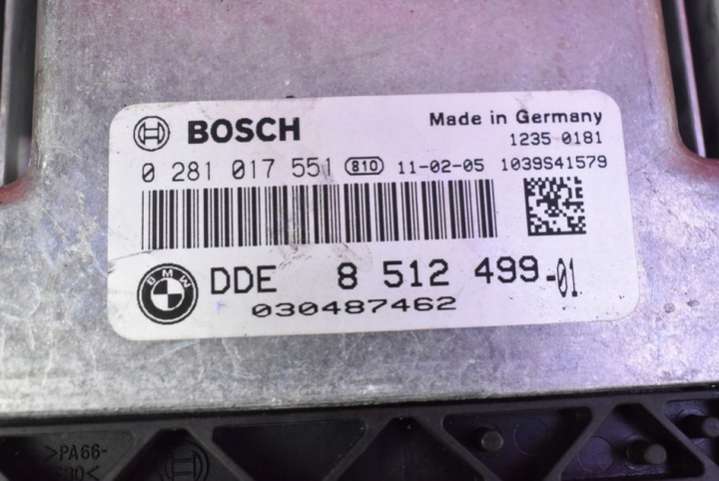 BOSCH Made in Germany
1235 0181
0 281 017 551 810 11-02-05 1039S41579
BMW DDE 8 512 499-01
030487462
>PA66-